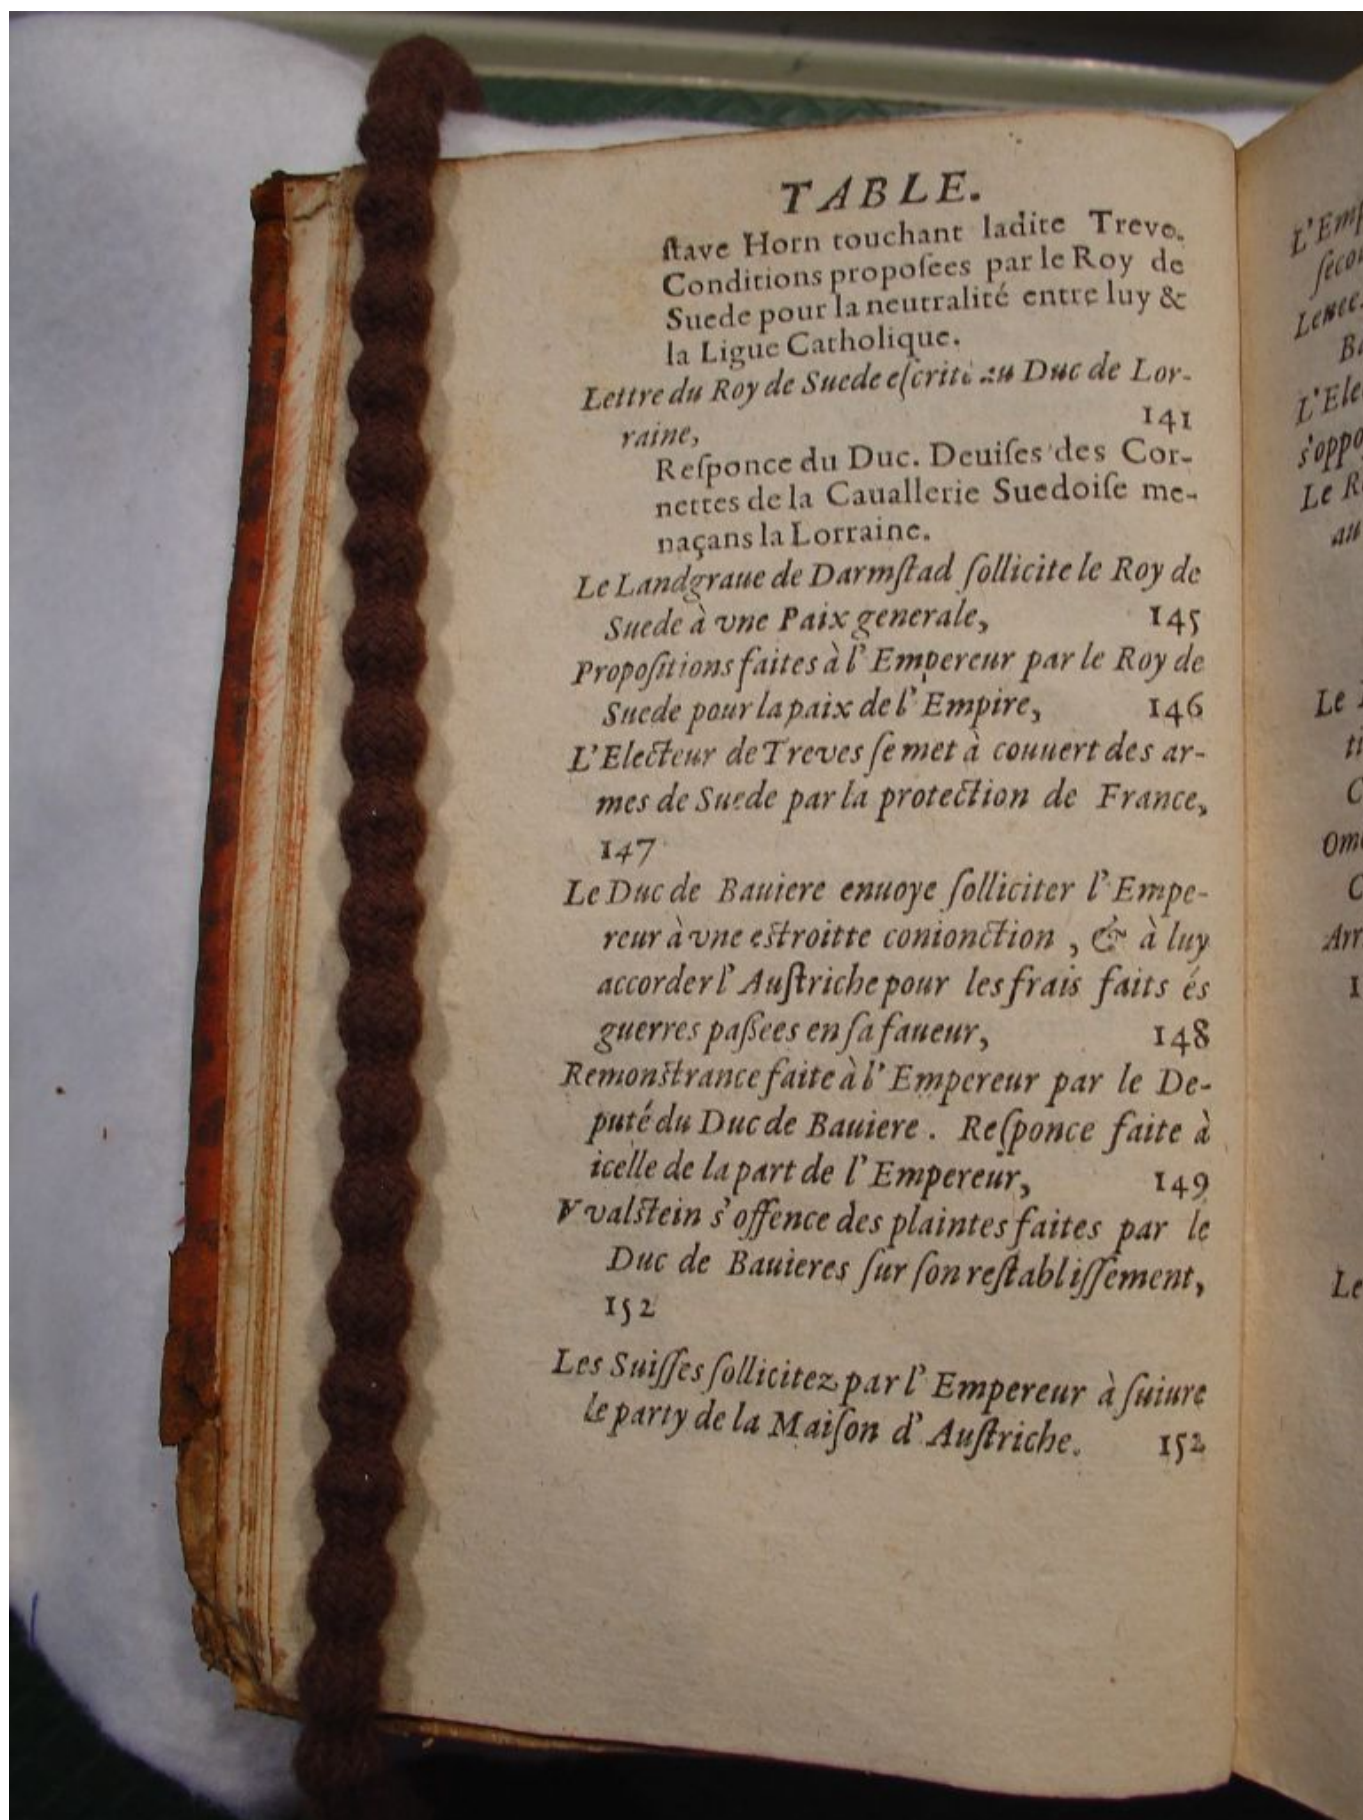 TABLE.
ſtave Horn touchant ladite Treve.
Conditions propoſees par le Roy de
Suede pour la neutralité entre luy &
la Ligue Catholique.
Lettre du Roy de Suede eſcrite au Duc de Lor-
raine, 141
Reſponce du Duc. Deuiſes des Cor-
nettes de la Cauallerie Suedoiſe me-
naçans la Lorraine.
Le Landgraue de Darmſtad ſollicite le Roy de
Suede à vne Paix generale, 145
Propoſitions faites à l'Empereur par le Roy de
Suede pour la paix de l'Empire, 146
L'Electeur de Treves ſe met à couuert des ar-
mes de Suede par la protection de France,
147
Le Duc de Bauiere enuoye ſolliciter l'Empe-
reur à vne eſtroitte conionction, & à luy
accorder l'Auſtriche pour les frais faits és
guerres paßees en ſa faueur, 148
Remonſtrance faite à l'Empereur par le De-
puté du Duc de Bauiere. Reſponce faite à
icelle de la part de l'Empereur, 149
VValſtein s'offence des plaintes faites par le
Duc de Bauieres ſur ſon reſtabliſſement,
152
Les Suiſſes ſollicitez par l'Empereur à ſuiure
le party de la Maiſon d'Auſtriche. 152
L'Emp
Le
s'oppo
Le R
au
Le
C
C
Arr
Le